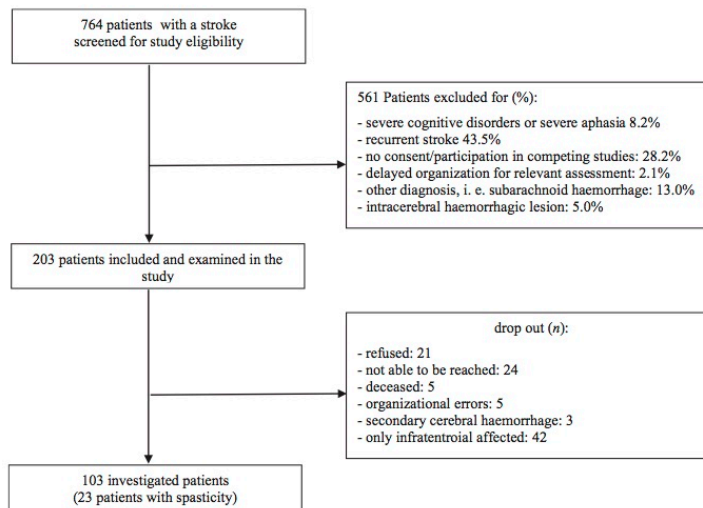 764 patients with a stroke
screened for study eligibility
561 Patients excluded for (%):
- severe cognitive disorders or severe aphasia 8.2%
- recurrent stroke 43.5%
- no consent/participation in competing studies: 28.2%
- delayed organization for relevant assessment: 2.1%
- other diagnosis, i. e. subarachnoid haemorrhage: 13.0%
- intracerebral haemorrhagic lesion: 5.0%
203 patients included and examined in the
study
drop out (n):
- refused: 21
- not able to be reached: 24
- deceased: 5
- organizational errors: 5
- secondary cerebral haemorrhage: 3
- only infratentroial affected: 42
103 investigated patients
(23 patients with spasticity)